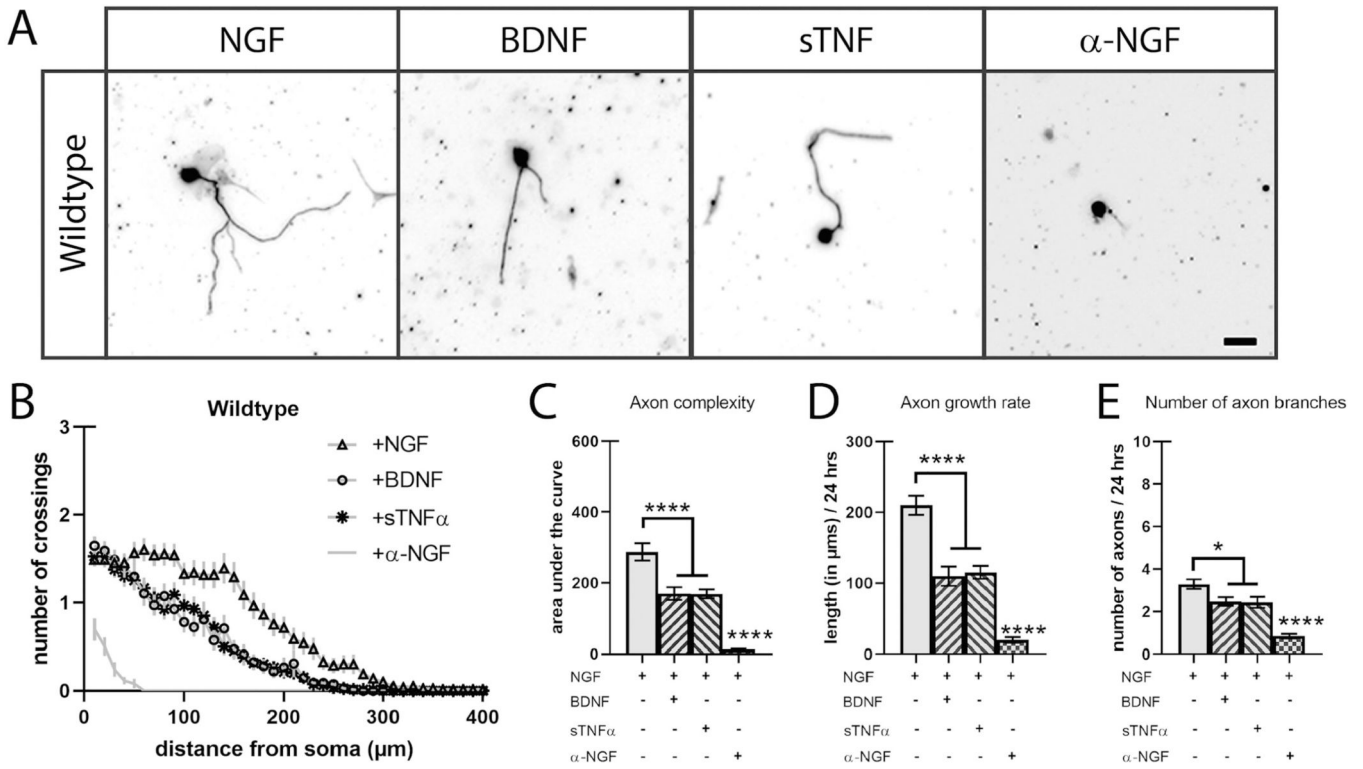 A
NGF
BDNF
sTNF
α-NGF
Wildtype
B
Wildtype
number of crossings
3
2
1
0
0
100
200
300
400
distance from soma (µm)
+NGF
+BDNF
+sTNFα
+α-NGF
C
Axon complexity
area under the curve
600
400
200
0
****
****
NGF + + + +
BDNF - + - -
sTNFα - - + -
α-NGF - - - +
D
Axon growth rate
length (in µms) / 24 hrs
300
200
100
0
****
****
NGF + + + +
BDNF - + - -
sTNFα - - + -
α-NGF - - - +
E
Number of axon branches
number of axons / 24 hrs
10
8
6
4
2
0
*
****
NGF + + + +
BDNF - + - -
sTNFα - - + -
α-NGF - - - +